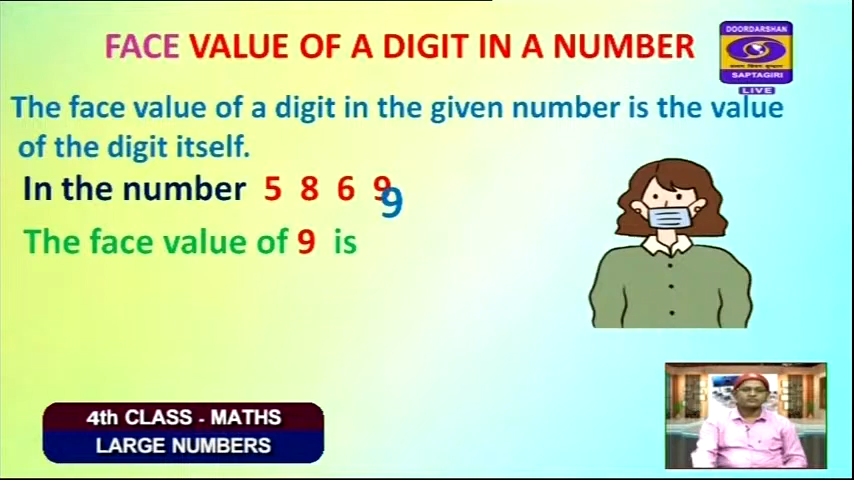 FACE VALUE OF A DIGIT IN A NUMBER
DOORDARSHAN
SAPTAGIRI
LIVE
The face value of a digit in the given number is the value
of the digit itself.
In the number 5 8 6 9
9
The face value of 9 is
4th CLASS - MATHS
LARGE NUMBERS